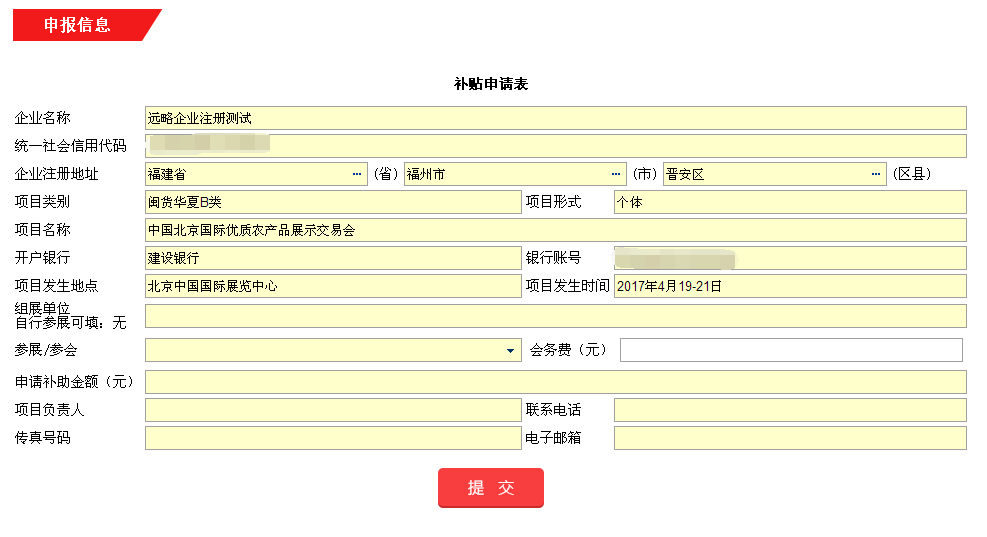 申报信息
补贴申请表
企业名称 远略企业注册测试
统一社会信用代码
企业注册地址 福建省 ... (省) 福州市 ... (市) 晋安区 ... (区县)
项目类别 闽货华夏B类 项目形式 个体
项目名称 中国北京国际优质农产品展示交易会
开户银行 建设银行 银行账号
项目发生地点 北京中国国际展览中心 项目发生时间 2017年4月19-21日
组展单位
自行参展可填：无
参展/参会 会务费（元）
申请补助金额（元）
项目负责人 联系电话
传真号码 电子邮箱
提 交